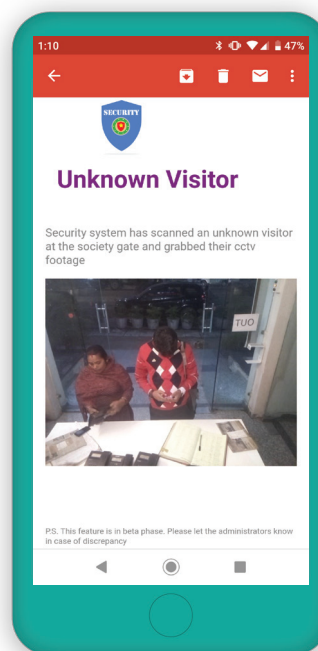 1:10
47%
SECURITY
Unknown Visitor
Security system has scanned an unknown visitor
at the society gate and grabbed their cctv
footage
TUO
P.S. This feature is in beta phase. Please let the administrators know
in case of discrepancy